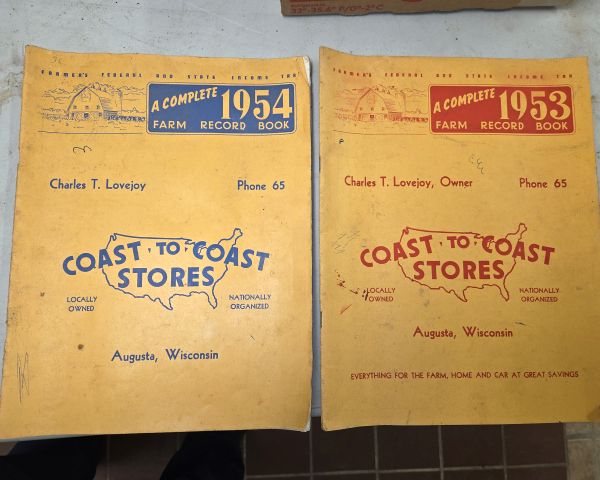 FARMER'S FEDERAL AND STATE INCOME TAX
A COMPLETE 1954
FARM RECORD BOOK
Charles T. Lovejoy Phone 65
COAST TO COAST
STORES
LOCALLY
OWNED
NATIONALLY
ORGANIZED
Augusta, Wisconsin
FARMER'S FEDERAL AND STATE INCOME TAX
A COMPLETE 1953
FARM RECORD BOOK
Charles T. Lovejoy, Owner Phone 65
COAST TO COAST
STORES
LOCALLY
OWNED
NATIONALLY
ORGANIZED
Augusta, Wisconsin
EVERYTHING FOR THE FARM, HOME AND CAR AT GREAT SAVINGS